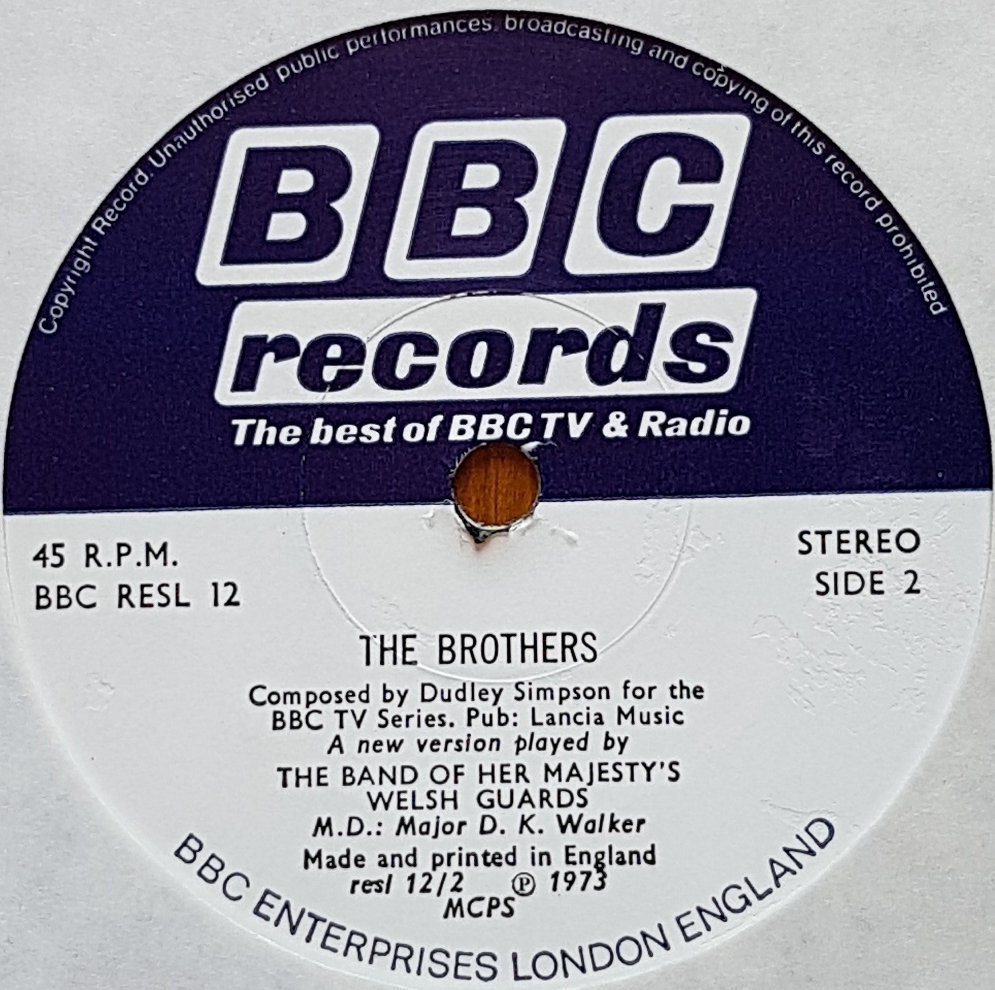 Copyright Record. Unauthorised public performances, broadcasting and copying of this record prohibited
BBC
records
The best of BBC TV & Radio
45 R.P.M.
BBC RESL 12
STEREO
SIDE 2
THE BROTHERS
Composed by Dudley Simpson for the
BBC TV Series. Pub: Lancia Music
A new version played by
THE BAND OF HER MAJESTY'S
WELSH GUARDS
M.D.: Major D. K. Walker
Made and printed in England
resl 12/2 ℗ 1973
MCPS
BBC ENTERPRISES LONDON ENGLAND